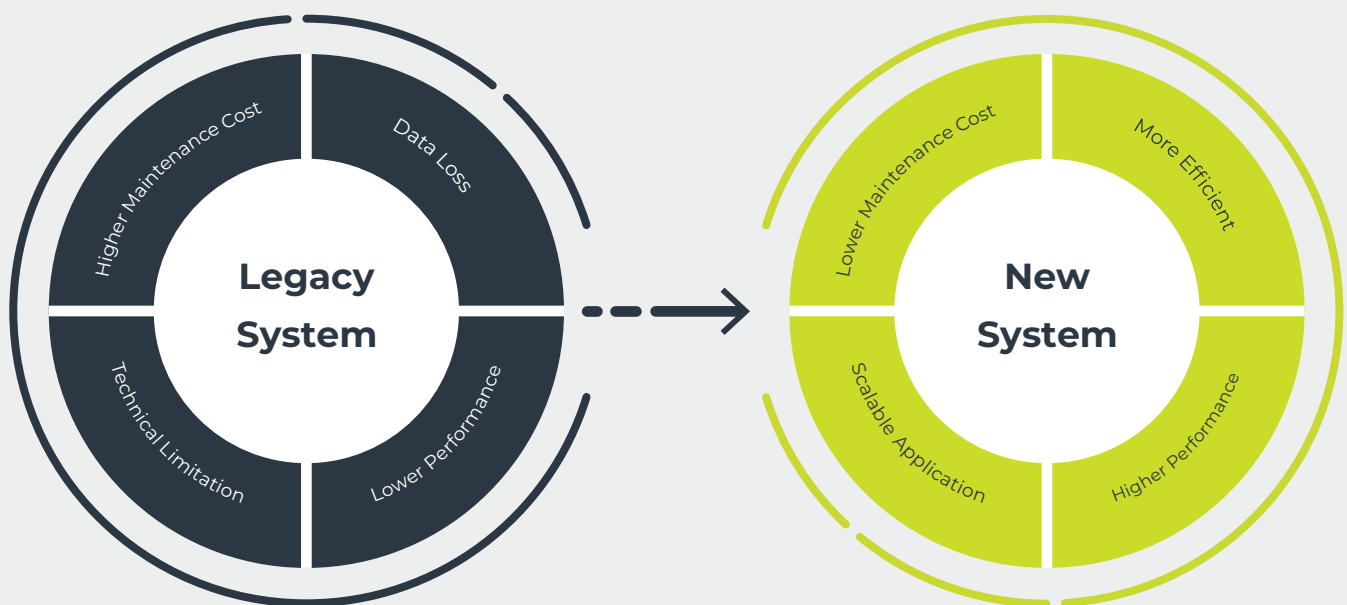 Higher Maintenance Cost
Data Loss
Legacy
System
Technical Limitation
Lower Performance
Lower Maintenance Cost
More Efficient
New
System
Scalable Application
Higher Performance